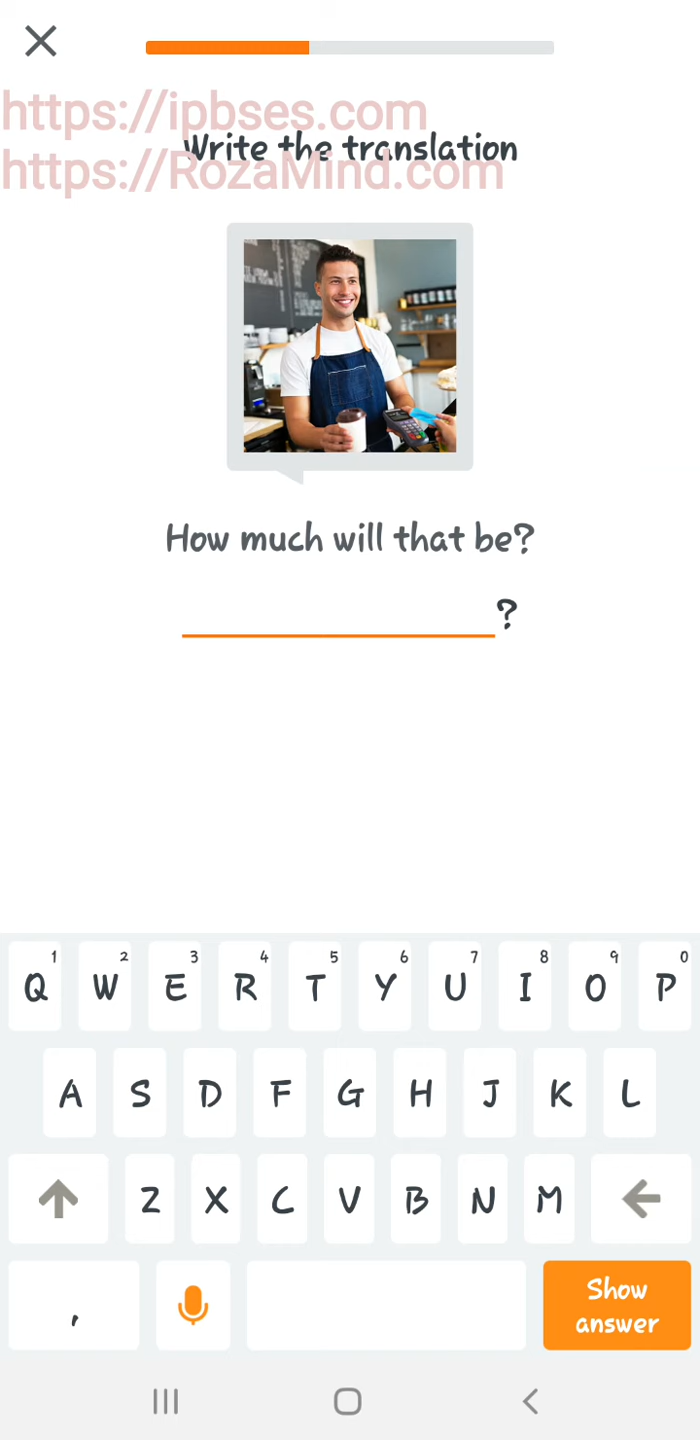 https://ipbses.com
Write the translation
https://RozaMind.com
How much will that be?
?
1 2 3 4 5 6 7 8 9 0
Q W E R T Y U I O P
A S D F G H J K L
Z X C V B N M
,
Show
answer